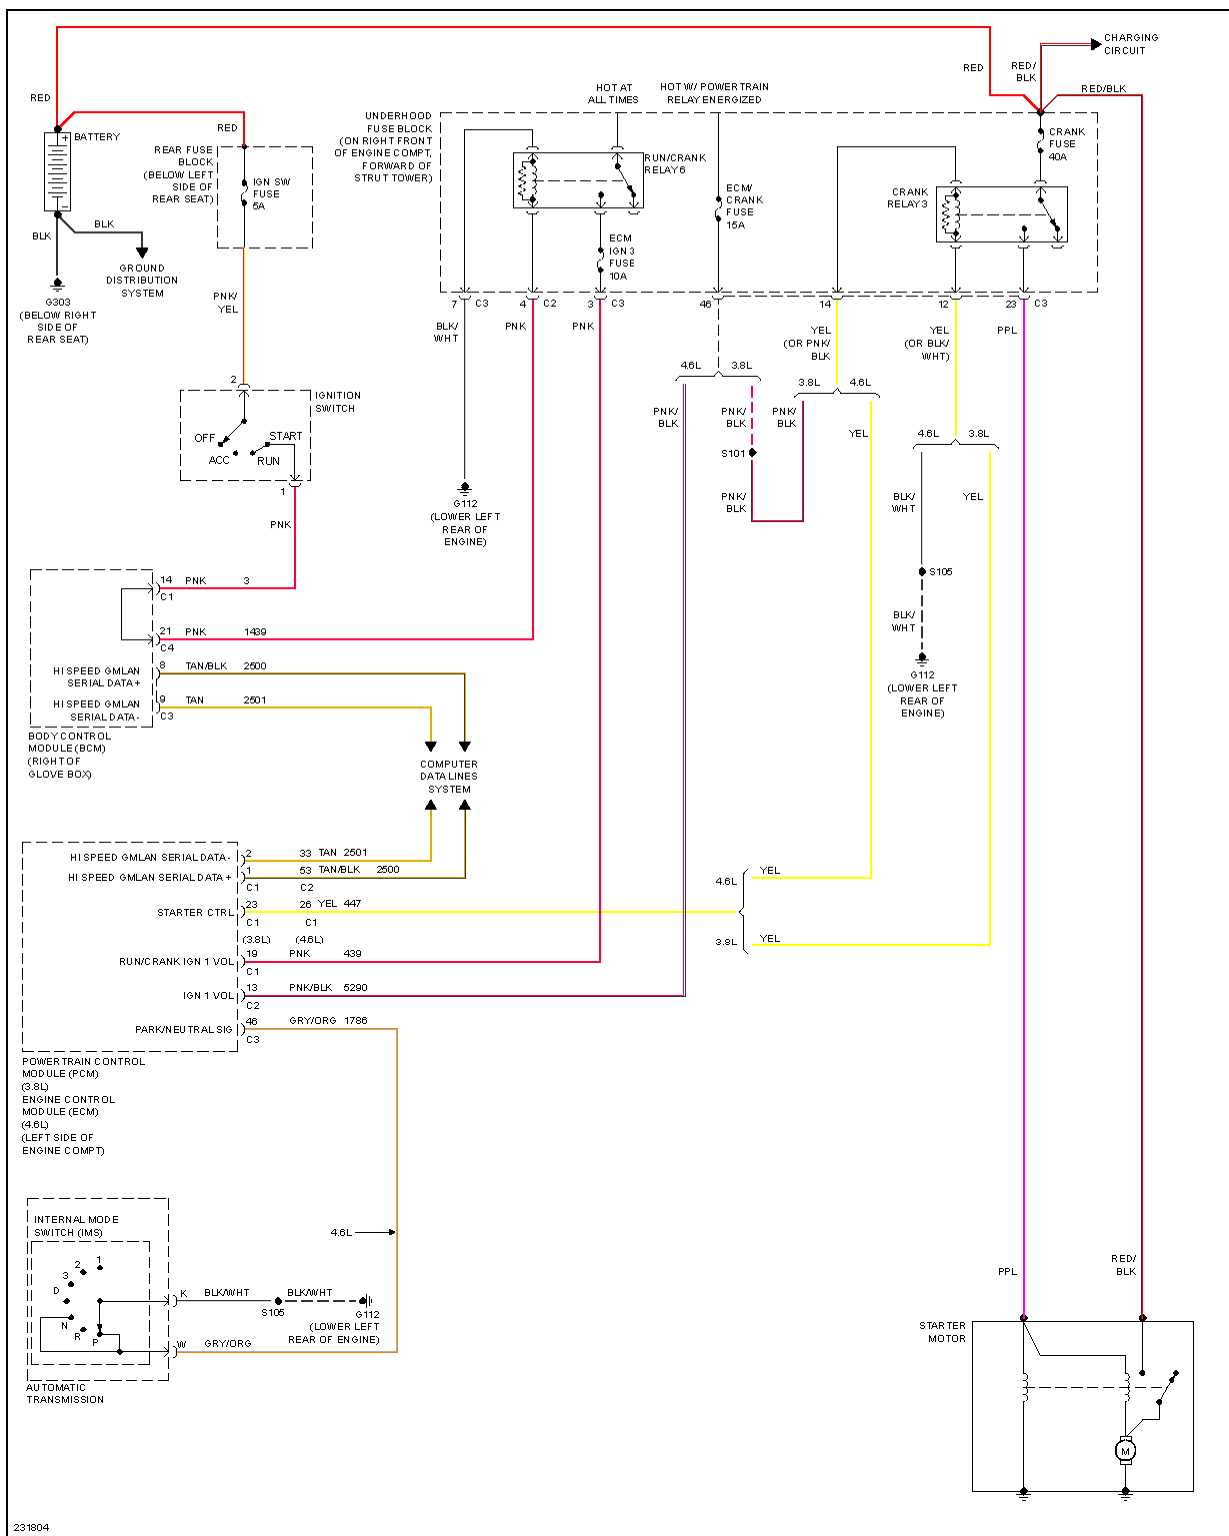 CHARGING
CIRCUIT
RED
RED/
BLK
RED/BLK
RED
HOT AT
ALL TIMES
HOT W/ POWERTRAIN
RELAY ENERGIZED
UNDERHOOD
FUSE BLOCK
(ON RIGHT FRONT
OF ENGINE COMPT,
FORWARD OF
STRUT TOWER)
RED
+
BATTERY
-
REAR FUSE
BLOCK
(BELOW LEFT
SIDE OF
REAR SEAT)
IGN SW
FUSE
5A
RUN/CRANK
RELAY 6
CRANK
FUSE
40A
ECM/
CRANK
FUSE
15A
CRANK
RELAY 3
ECM
IGN 3
FUSE
10A
BLK
BLK
GROUND
DISTRIBUTION
SYSTEM
G303
(BELOW RIGHT
SIDE OF
REAR SEAT)
PNK/
YEL
7
C3
4
C2
3
C3
46
14
12
23
C3
BLK/
WHT
PNK
PNK
YEL
(OR PNK/
BLK
YEL
(OR BLK/
WHT)
PPL
4.6L
3.8L
3.8L
4.6L
2
IGNITION
SWITCH
OFF
START
ACC
RUN
1
PNK
PNK/
BLK
PNK/
BLK
PNK/
BLK
YEL
4.6L
3.8L
S101
PNK/
BLK
BLK/
WHT
YEL
G112
(LOWER LEFT
REAR OF
ENGINE)
S105
BLK/
WHT
G112
(LOWER LEFT
REAR OF
ENGINE)
14
PNK
3
C1
21
PNK
1439
C4
HI SPEED GMLAN
SERIAL DATA+
8
TAN/BLK
2500
HI SPEED GMLAN
SERIAL DATA-
9
TAN
2501
C3
BODY CONTROL
MODULE (BCM)
(RIGHT OF
GLOVE BOX)
COMPUTER
DATA LINES
SYSTEM
HI SPEED GMLAN SERIAL DATA-
2
33
TAN
2501
HI SPEED GMLAN SERIAL DATA+
1
53
TAN/BLK
2500
C1
C2
STARTER CTRL
23
26
YEL
447
C1
C1
(3.8L)
(4.6L)
4.6L
YEL
3.8L
YEL
RUN/CRANK IGN 1 VOL
19
PNK
439
C1
IGN 1 VOL
13
PNK/BLK
5290
C2
PARK/NEUTRAL SIG
46
GRY/ORG
1786
C3
POWERTRAIN CONTROL
MODULE (PCM)
(3.8L)
ENGINE CONTROL
MODULE (ECM)
(4.6L)
(LEFT SIDE OF
ENGINE COMPT)
INTERNAL MODE
SWITCH (IMS)
4.6L
1
2
3
D
N
R
P
K
BLK/WHT
BLK/WHT
S105
G112
(LOWER LEFT
REAR OF ENGINE)
W
GRY/ORG
AUTOMATIC
TRANSMISSION
PPL
RED/
BLK
STARTER
MOTOR
M
231804